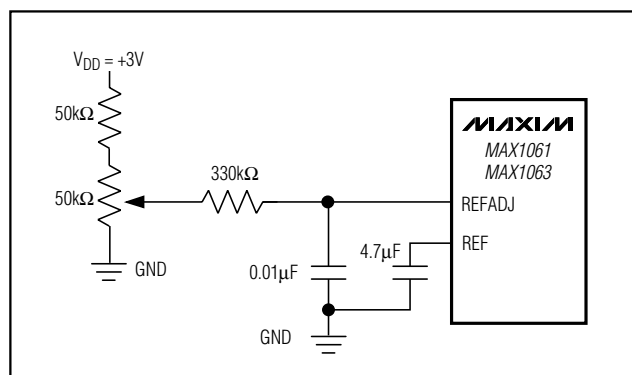 V_DD = +3V
50kΩ
50kΩ
330kΩ
GND
0.01µF
4.7µF
GND
MAXIM
MAX1061
MAX1063
REFADJ
REF